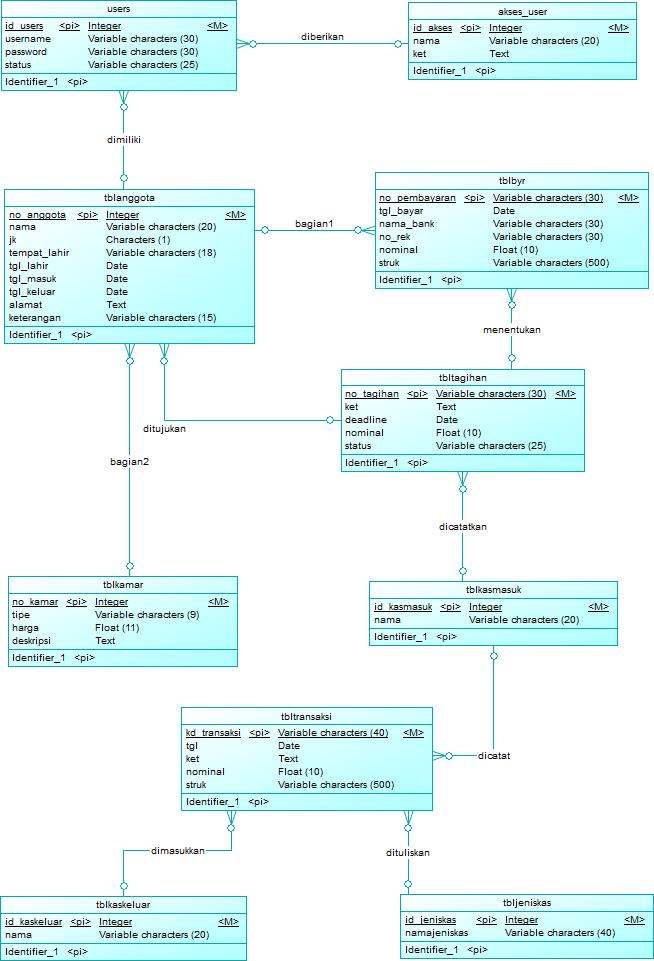 users
id_users <pi> Integer <M>
username Variable characters (30)
password Variable characters (30)
status Variable characters (25)
Identifier_1 <pi>
akses_user
id_akses <pi> Integer <M>
nama Variable characters (20)
ket Text
Identifier_1 <pi>
diberikan
dimiliki
tblanggota
no_anggota <pi> Integer <M>
nama Variable characters (20)
jk Characters (1)
tempat_lahir Variable characters (18)
tgl_lahir Date
tgl_masuk Date
tgl_keluar Date
alamat Text
keterangan Variable characters (15)
Identifier_1 <pi>
bagian1
tblbyr
no_pembayaran <pi> Variable characters (30) <M>
tgl_bayar Date
nama_bank Variable characters (30)
no_rek Variable characters (30)
nominal Float (10)
struk Variable characters (500)
Identifier_1 <pi>
menentukan
tbltagihan
no_tagihan <pi> Variable characters (30) <M>
ket Text
deadline Date
nominal Float (10)
status Variable characters (25)
Identifier_1 <pi>
ditujukan
bagian2
dicatatkan
tblkamar
no_kamar <pi> Integer <M>
tipe Variable characters (9)
harga Float (11)
deskripsi Text
Identifier_1 <pi>
tblkasmasuk
id_kasmasuk <pi> Integer <M>
nama Variable characters (20)
Identifier_1 <pi>
tbltransaksi
kd_transaksi <pi> Variable characters (40) <M>
tgl Date
ket Text
nominal Float (10)
struk Variable characters (500)
Identifier_1 <pi>
dicatat
dimasukkan
dituliskan
tblkaskeluar
id_kaskeluar <pi> Integer <M>
nama Variable characters (20)
Identifier_1 <pi>
tbljeniskas
id_jeniskas <pi> Integer <M>
namajeniskas Variable characters (40)
Identifier_1 <pi>